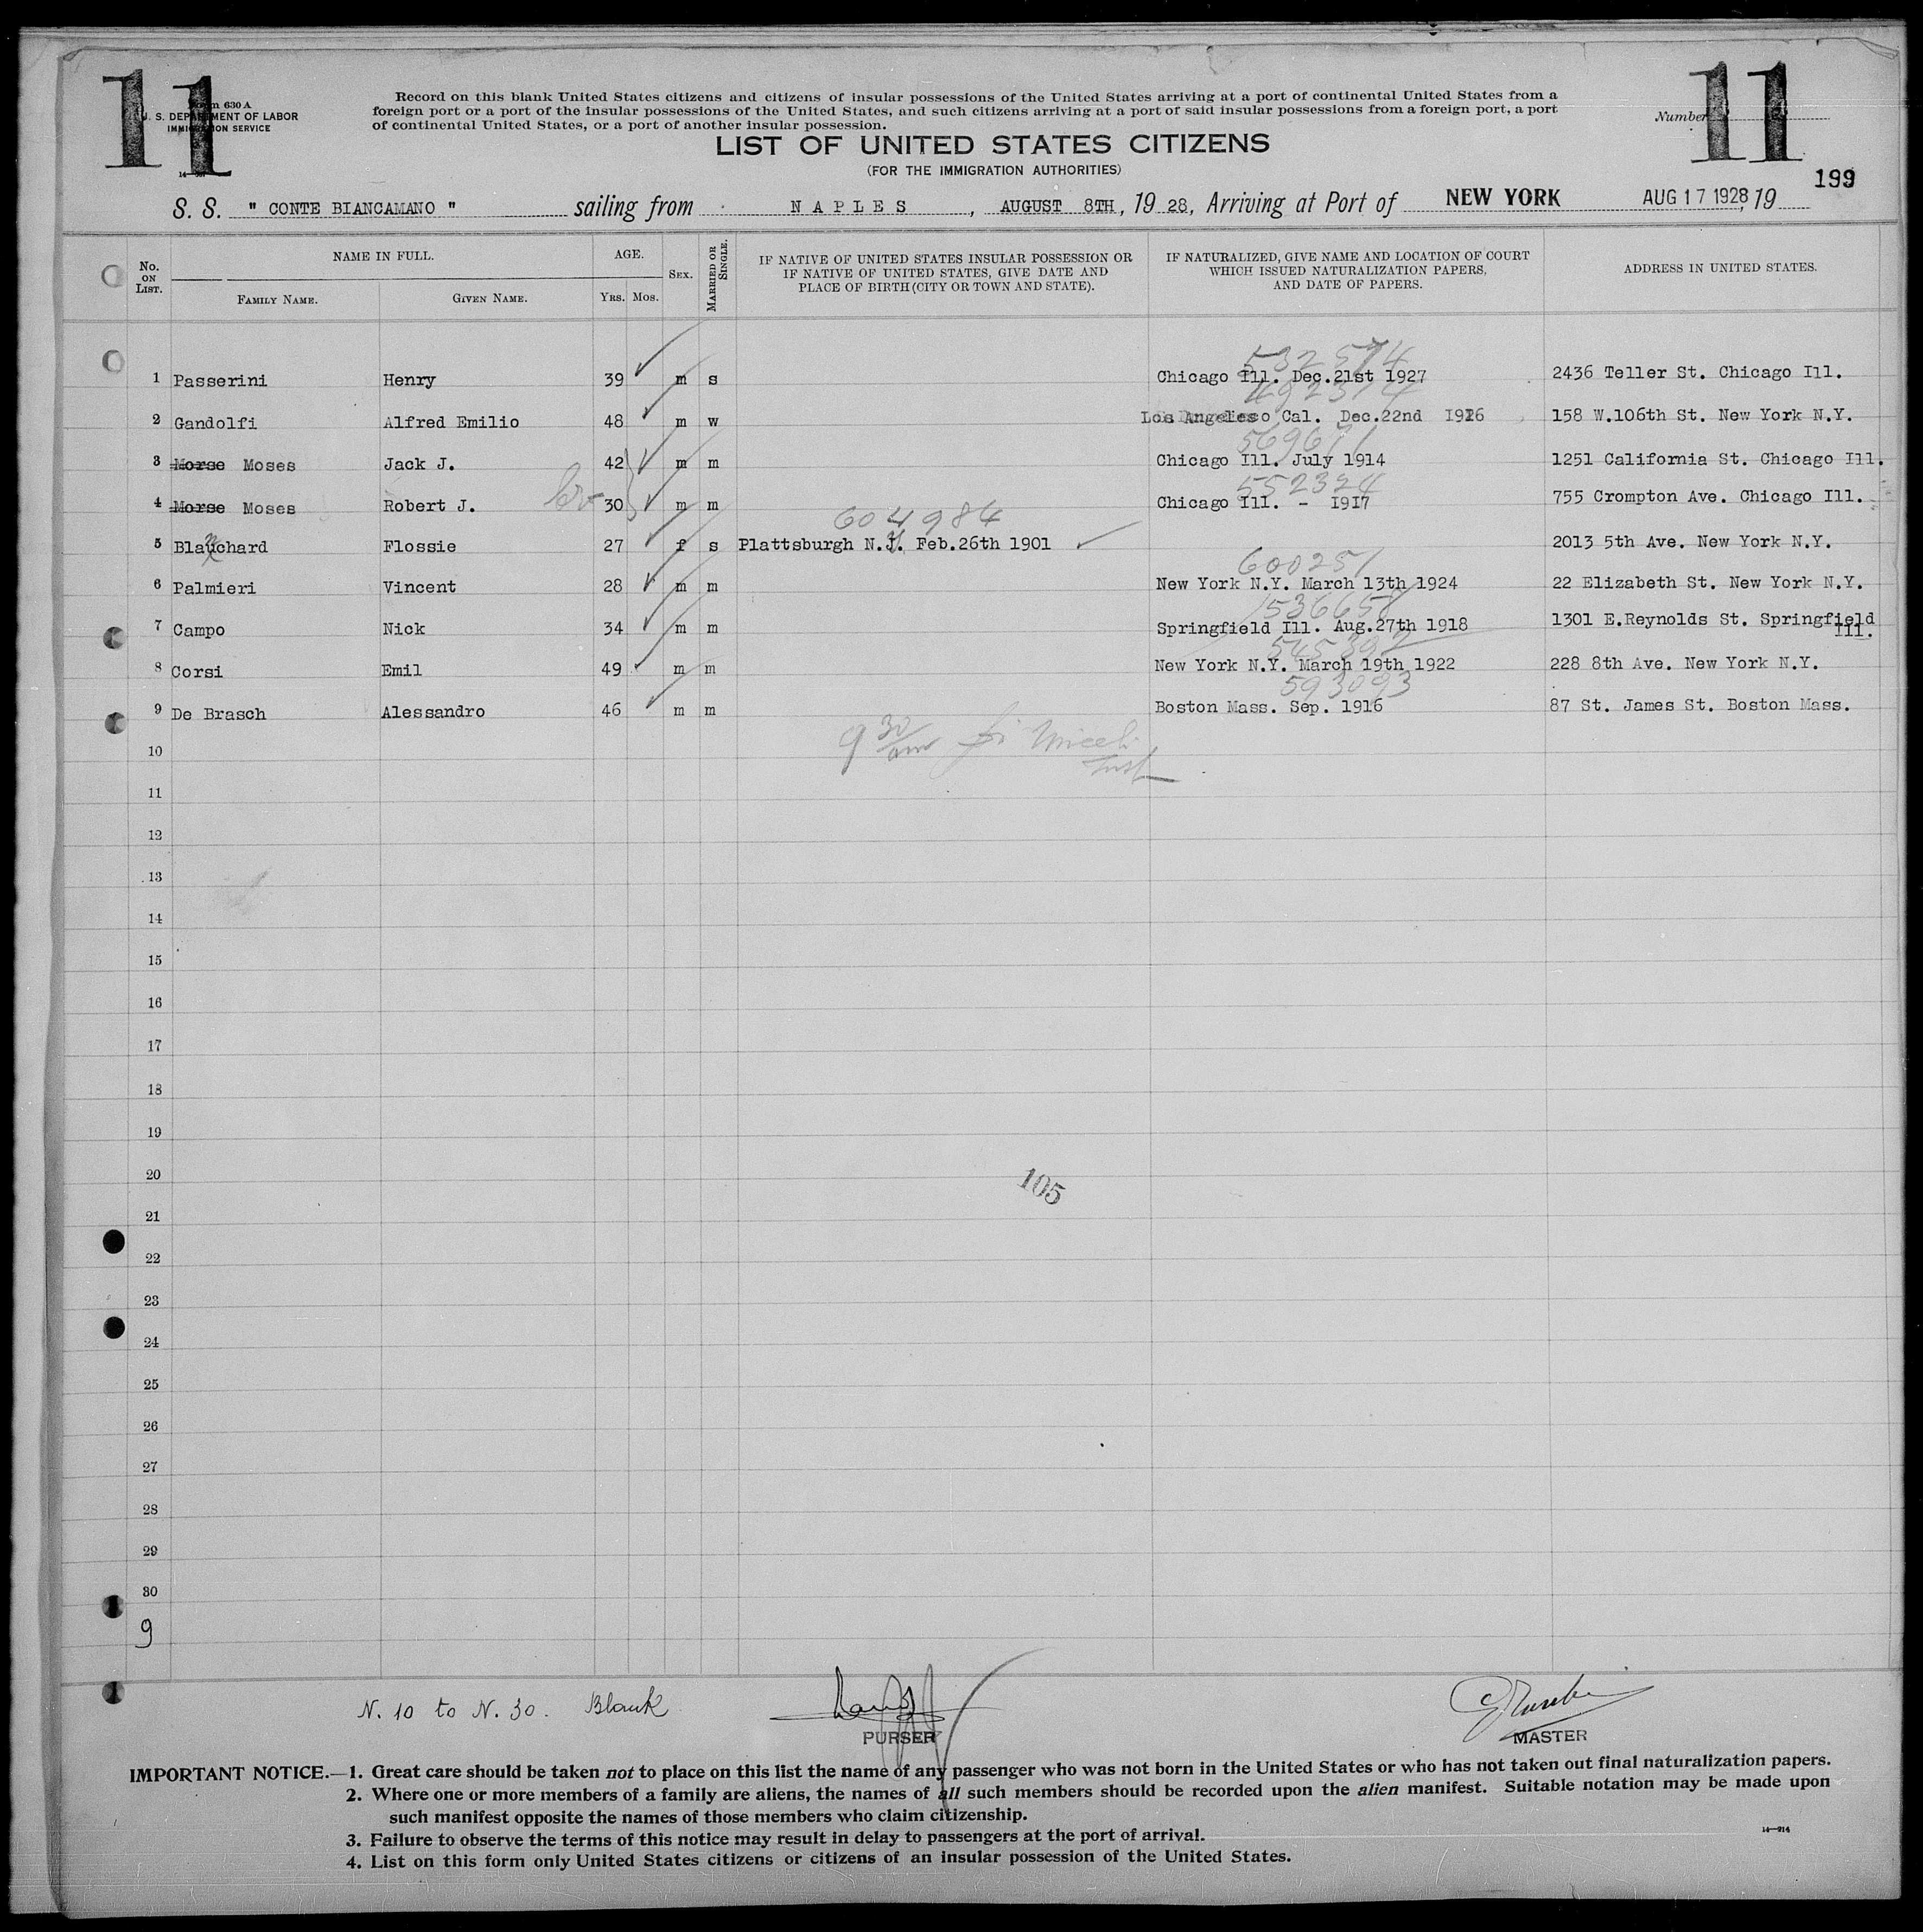 11
11
Form 630 A
U. S. DEPARTMENT OF LABOR
IMMIGRATION SERVICE
Record on this blank United States citizens and citizens of insular possessions of the United States arriving at a port of continental United States from a
foreign port or a port of the insular possessions of the United States, and such citizens arriving at a port of said insular possessions from a foreign port, a port
of continental United States, or a port of another insular possession.
Number
LIST OF UNITED STATES CITIZENS
(FOR THE IMMIGRATION AUTHORITIES)
199
S. S. " CONTE BIANCAMANO " sailing from NAPLES, AUGUST 8TH, 19 28, Arriving at Port of NEW YORK AUG 17 1928, 19
No. ON LIST. NAME IN FULL. FAMILY NAME. GIVEN NAME. AGE. YRS. MOS. SEX. MARRIED OR SINGLE. IF NATIVE OF UNITED STATES INSULAR POSSESSION OR IF NATIVE OF UNITED STATES, GIVE DATE AND PLACE OF BIRTH (CITY OR TOWN AND STATE). IF NATURALIZED, GIVE NAME AND LOCATION OF COURT WHICH ISSUED NATURALIZATION PAPERS, AND DATE OF PAPERS. ADDRESS IN UNITED STATES.
532574
1 Passerini Henry 39 m s Chicago Ill. Dec.21st 1927 2436 Teller St. Chicago Ill.
492374
2 Gandolfi Alfred Emilio 48 m w Los Angeles Cal. Dec.22nd 1916 158 W.106th St. New York N.Y.
569671
3 Morse Moses Jack J. 42 m m Chicago Ill. July 1914 1251 California St. Chicago Ill.
552324
4 Morse Moses Robert J. 30 m m Chicago Ill. - 1917 755 Crompton Ave. Chicago Ill.
604984
5 Blanchard Flossie 27 f s Plattsburgh N.Y. Feb.26th 1901 2013 5th Ave. New York N.Y.
600251
6 Palmieri Vincent 28 m m New York N.Y. March 13th 1924 22 Elizabeth St. New York N.Y.
536658
7 Campo Nick 34 m m Springfield Ill. Aug.27th 1918 1301 E.Reynolds St. Springfield Ill.
8 Corsi Emil 49 m m New York N.Y. March 19th 1922 228 8th Ave. New York N.Y.
593093
9 De Brasch Alessandro 46 m m Boston Mass. Sep. 1916 87 St. James St. Boston Mass.
9 30 am Miceli
10
11
12
13
14
15
16
17
18
19
20
105
21
22
23
24
25
26
27
28
29
30
9
N. 10 to N. 30. Blank
PURSER
MASTER
IMPORTANT NOTICE.—1. Great care should be taken not to place on this list the name of any passenger who was not born in the United States or who has not taken out final naturalization papers.
2. Where one or more members of a family are aliens, the names of all such members should be recorded upon the alien manifest. Suitable notation may be made upon
such manifest opposite the names of those members who claim citizenship.
3. Failure to observe the terms of this notice may result in delay to passengers at the port of arrival.
4. List on this form only United States citizens or citizens of an insular possession of the United States.
14—914